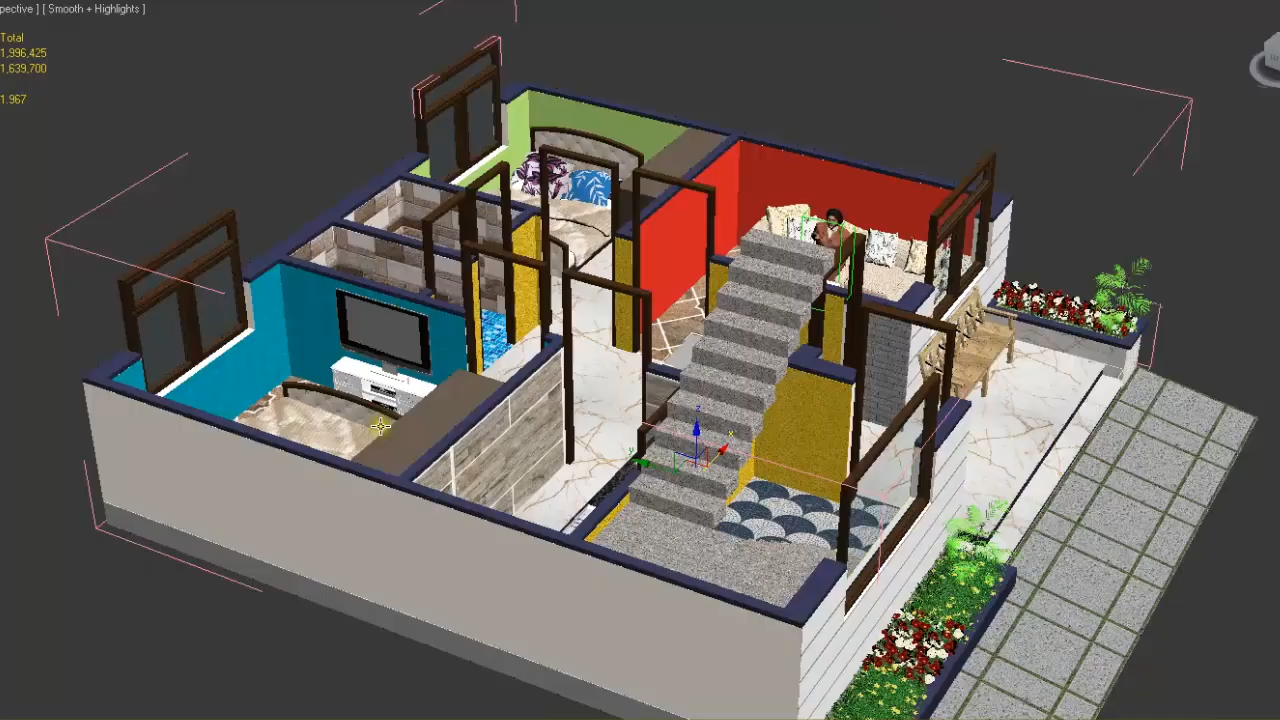 pective ] [ Smooth + Highlights ]
Total
1,996,425
1,639,700
1.967